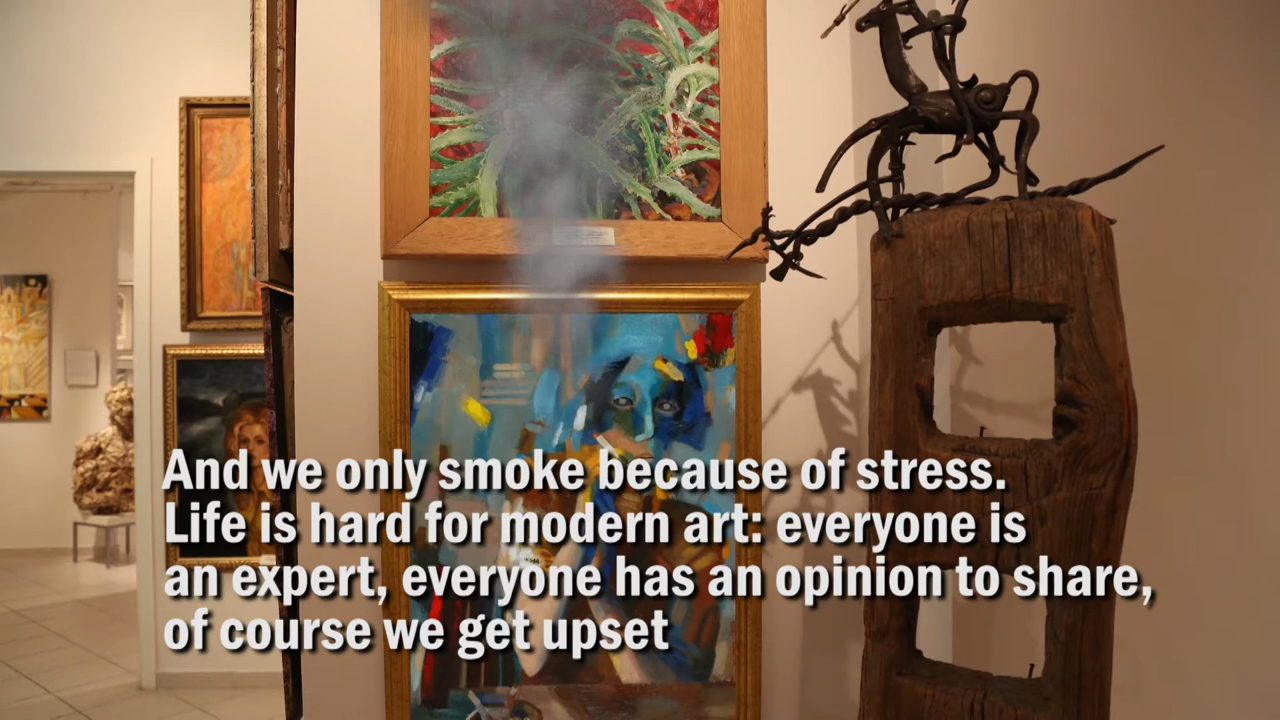 And we only smoke because of stress.
Life is hard for modern art: everyone is
an expert, everyone has an opinion to share,
of course we get upset